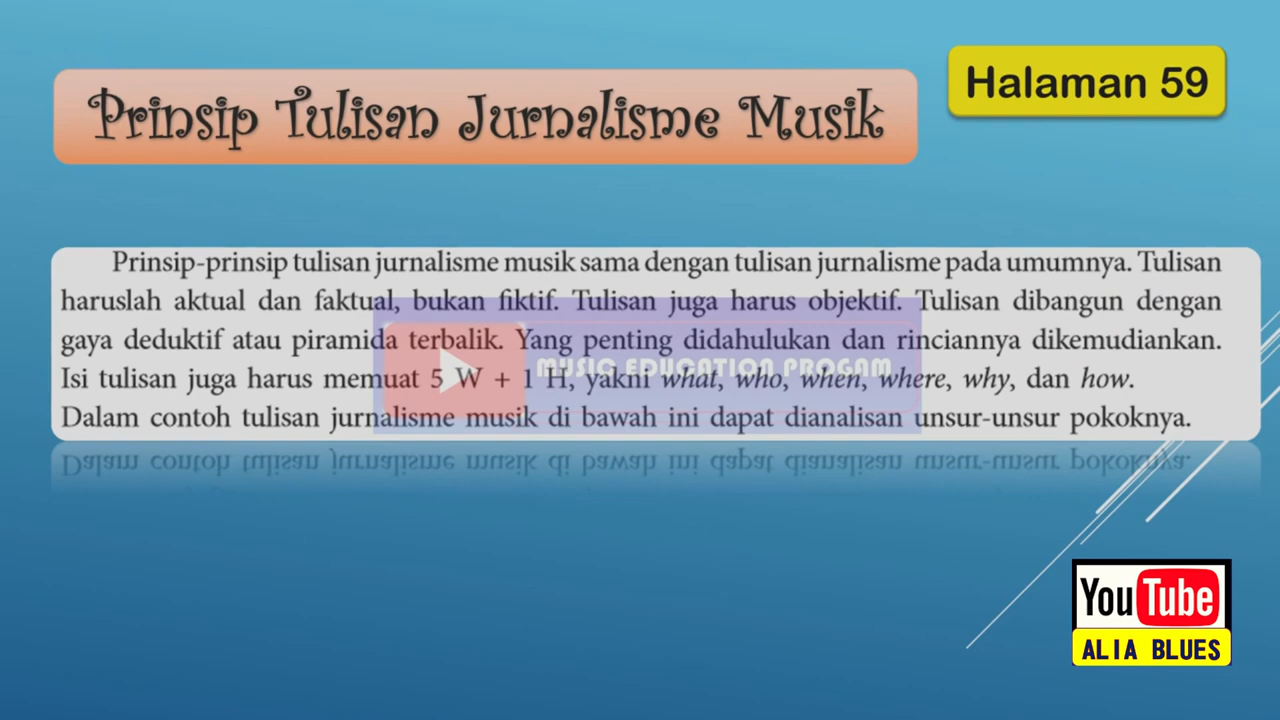 Prinsip Tulisan Jurnalisme Musik
Halaman 59
Prinsip-prinsip tulisan jurnalisme musik sama dengan tulisan jurnalisme pada umumnya. Tulisan
haruslah aktual dan faktual, bukan fiktif. Tulisan juga harus objektif. Tulisan dibangun dengan
gaya deduktif atau piramida terbalik. Yang penting didahulukan dan rinciannya dikemudiankan.
Isi tulisan juga harus memuat 5 W + 1 H, yakni what, who, when, where, why, dan how.
Dalam contoh tulisan jurnalisme musik di bawah ini dapat dianalisan unsur-unsur pokoknya.
MUSIC EDUCATION PROGAM
YouTube
ALIA BLUES